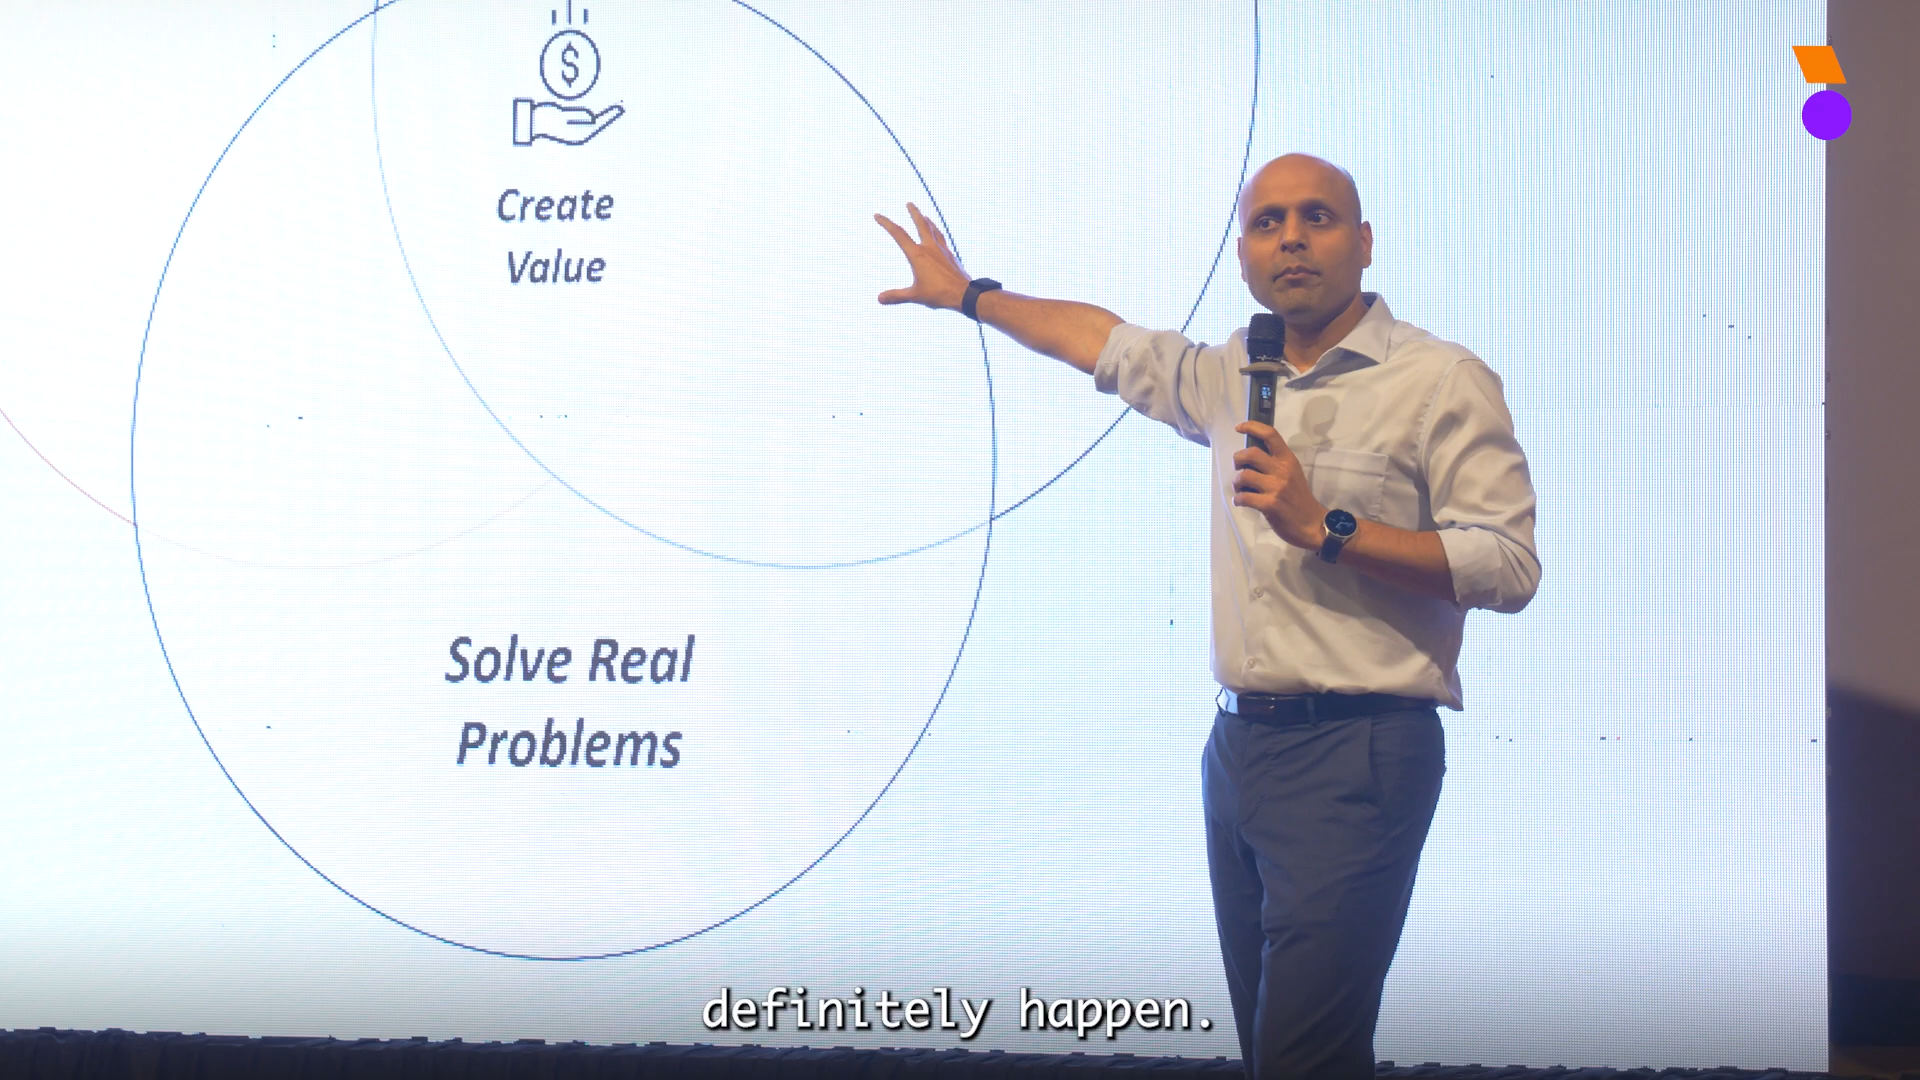 $
Create
Value
Solve Real
Problems
definitely happen.